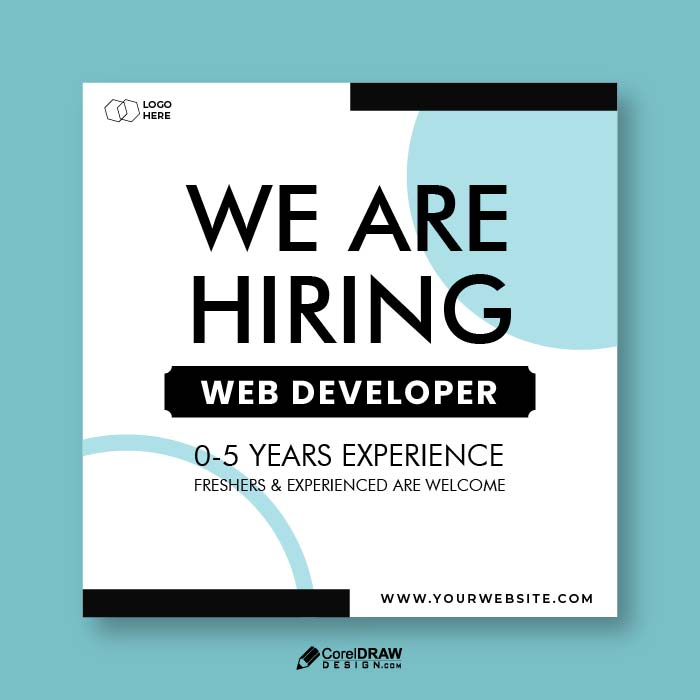 LOGO
HERE
WE ARE
HIRING
WEB DEVELOPER
0-5 YEARS EXPERIENCE
FRESHERS & EXPERIENCED ARE WELCOME
WWW.YOURWEBSITE.COM
CorelDRAW
DESIGN.COM